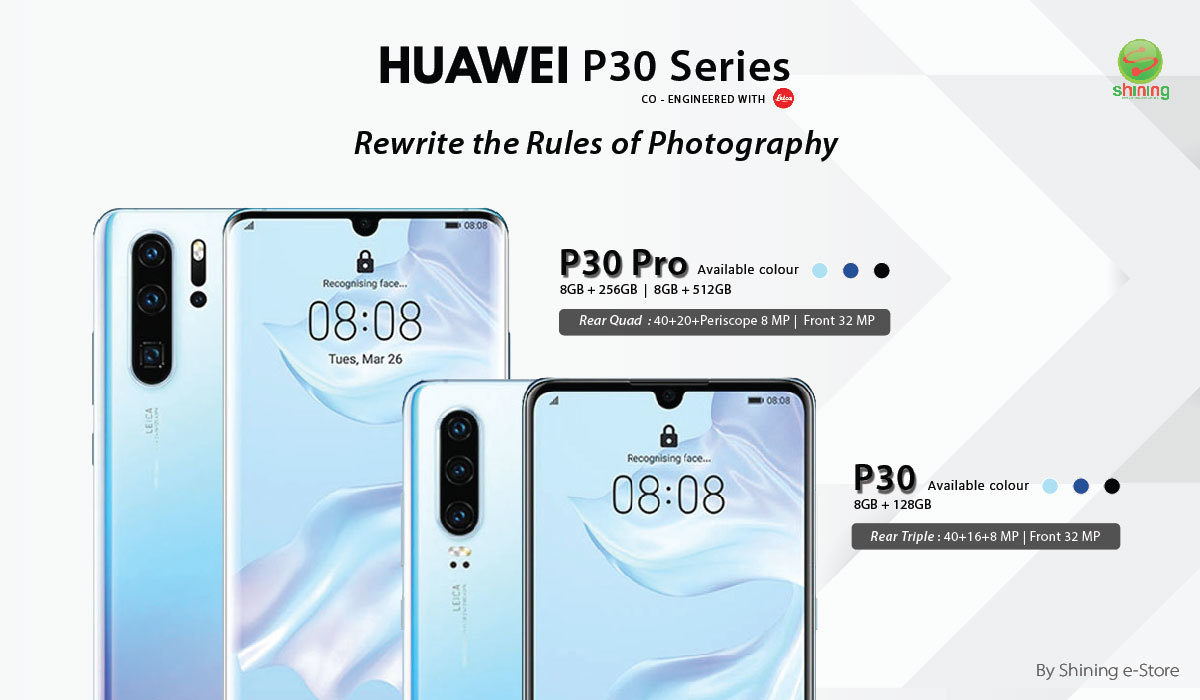 HUAWEI P30 Series
CO - ENGINEERED WITH Leica
shining
Rewrite the Rules of Photography
08:08
Recognising face...
08:08
Tues, Mar 26
LEICA
P30 Pro Available colour
8GB + 256GB | 8GB + 512GB
Rear Quad : 40+20+Periscope 8 MP | Front 32 MP
08:08
Recognising face...
08:08
LEICA
P30 Available colour
8GB + 128GB
Rear Triple : 40+16+8 MP | Front 32 MP
By Shining e-Store